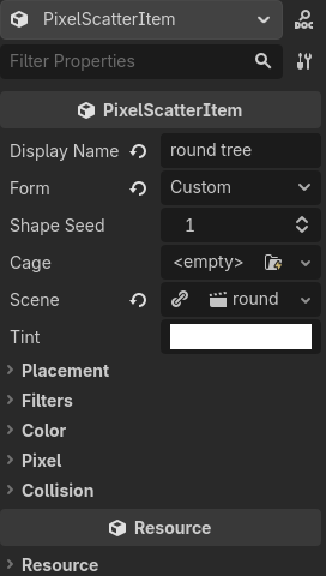 PixelScatterItem
DOC
Filter Properties
PixelScatterItem
Display Name round tree
Form Custom
Shape Seed 1
Cage <empty>
Scene round
Tint
Placement
Filters
Color
Pixel
Collision
Resource
Resource